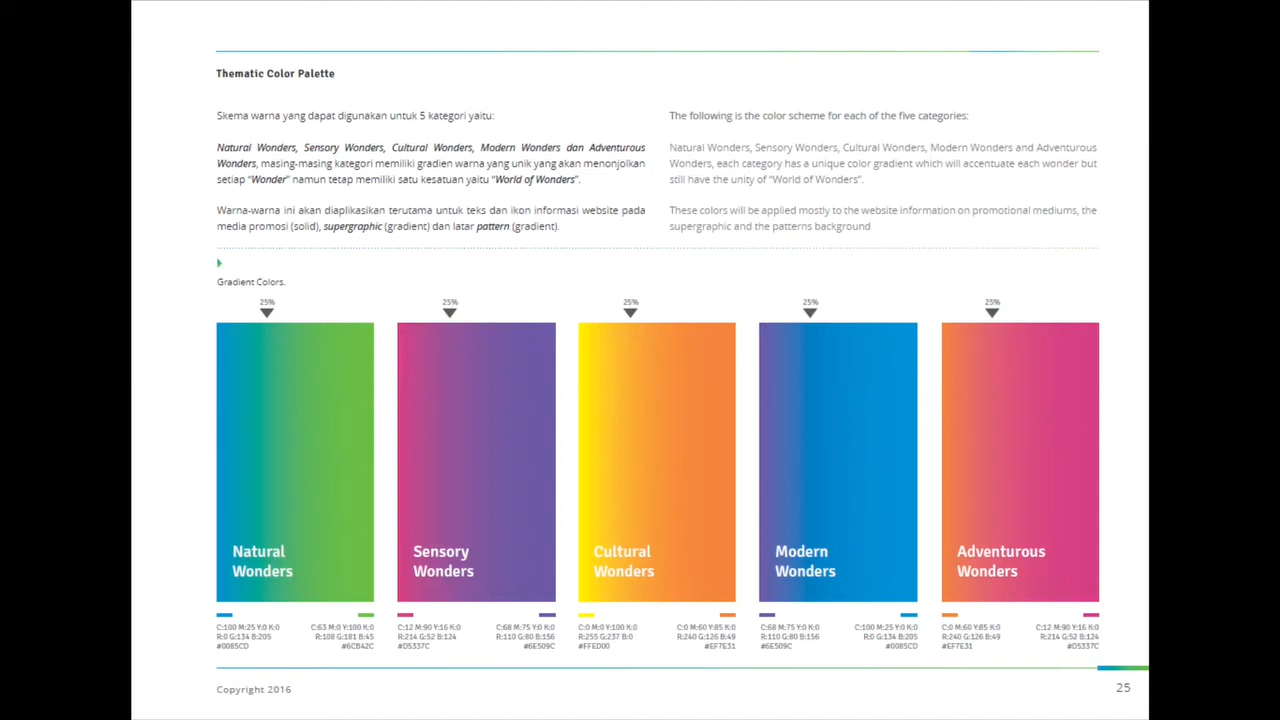 Thematic Color Palette
Skema warna yang dapat digunakan untuk 5 kategori yaitu:
Natural Wonders, Sensory Wonders, Cultural Wonders, Modern Wonders dan Adventurous
Wonders, masing-masing kategori memiliki gradien warna yang unik yang akan menonjolkan
setiap “Wonder” namun tetap memiliki satu kesatuan yaitu “World of Wonders”.
Warna-warna ini akan diaplikasikan terutama untuk teks dan ikon informasi website pada
media promosi (solid), supergraphic (gradient) dan latar pattern (gradient).
The following is the color scheme for each of the five categories:
Natural Wonders, Sensory Wonders, Cultural Wonders, Modern Wonders and Adventurous
Wonders, each category has a unique color gradient which will accentuate each wonder but
still have the unity of “World of Wonders”.
These colors will be applied mostly to the website information on promotional mediums, the
supergraphic and the patterns background
Gradient Colors.
25%
25%
25%
25%
25%
Natural
Wonders
Sensory
Wonders
Cultural
Wonders
Modern
Wonders
Adventurous
Wonders
C:100 M:25 Y:0 K:0
R:0 G:134 B:205
#0085CD
C:63 M:0 Y:100 K:0
R:108 G:181 B:45
#6CB42C
C:12 M:90 Y:16 K:0
R:214 G:52 B:124
#D5337C
C:68 M:75 Y:0 K:0
R:110 G:80 B:156
#6E509C
C:0 M:0 Y:100 K:0
R:255 G:237 B:0
#FFED00
C:0 M:60 Y:85 K:0
R:240 G:126 B:49
#EF7E31
C:68 M:75 Y:0 K:0
R:110 G:80 B:156
#6E509C
C:100 M:25 Y:0 K:0
R:0 G:134 B:205
#0085CD
C:0 M:60 Y:85 K:0
R:240 G:126 B:49
#EF7E31
C:12 M:90 Y:16 K:0
R:214 G:52 B:124
#D5337C
Copyright 2016
25